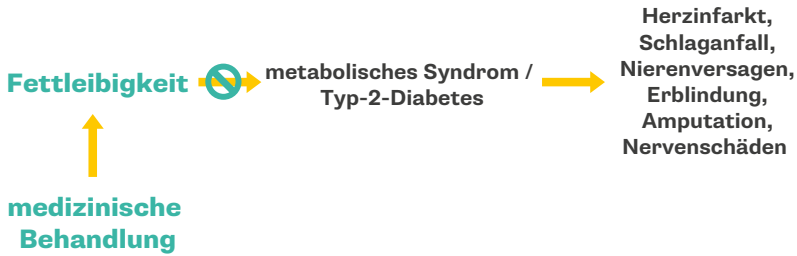 Fettleibigkeit
metabolisches Syndrom /
Typ-2-Diabetes
Herzinfarkt,
Schlaganfall,
Nierenversagen,
Erblindung,
Amputation,
Nervenschäden
medizinische
Behandlung